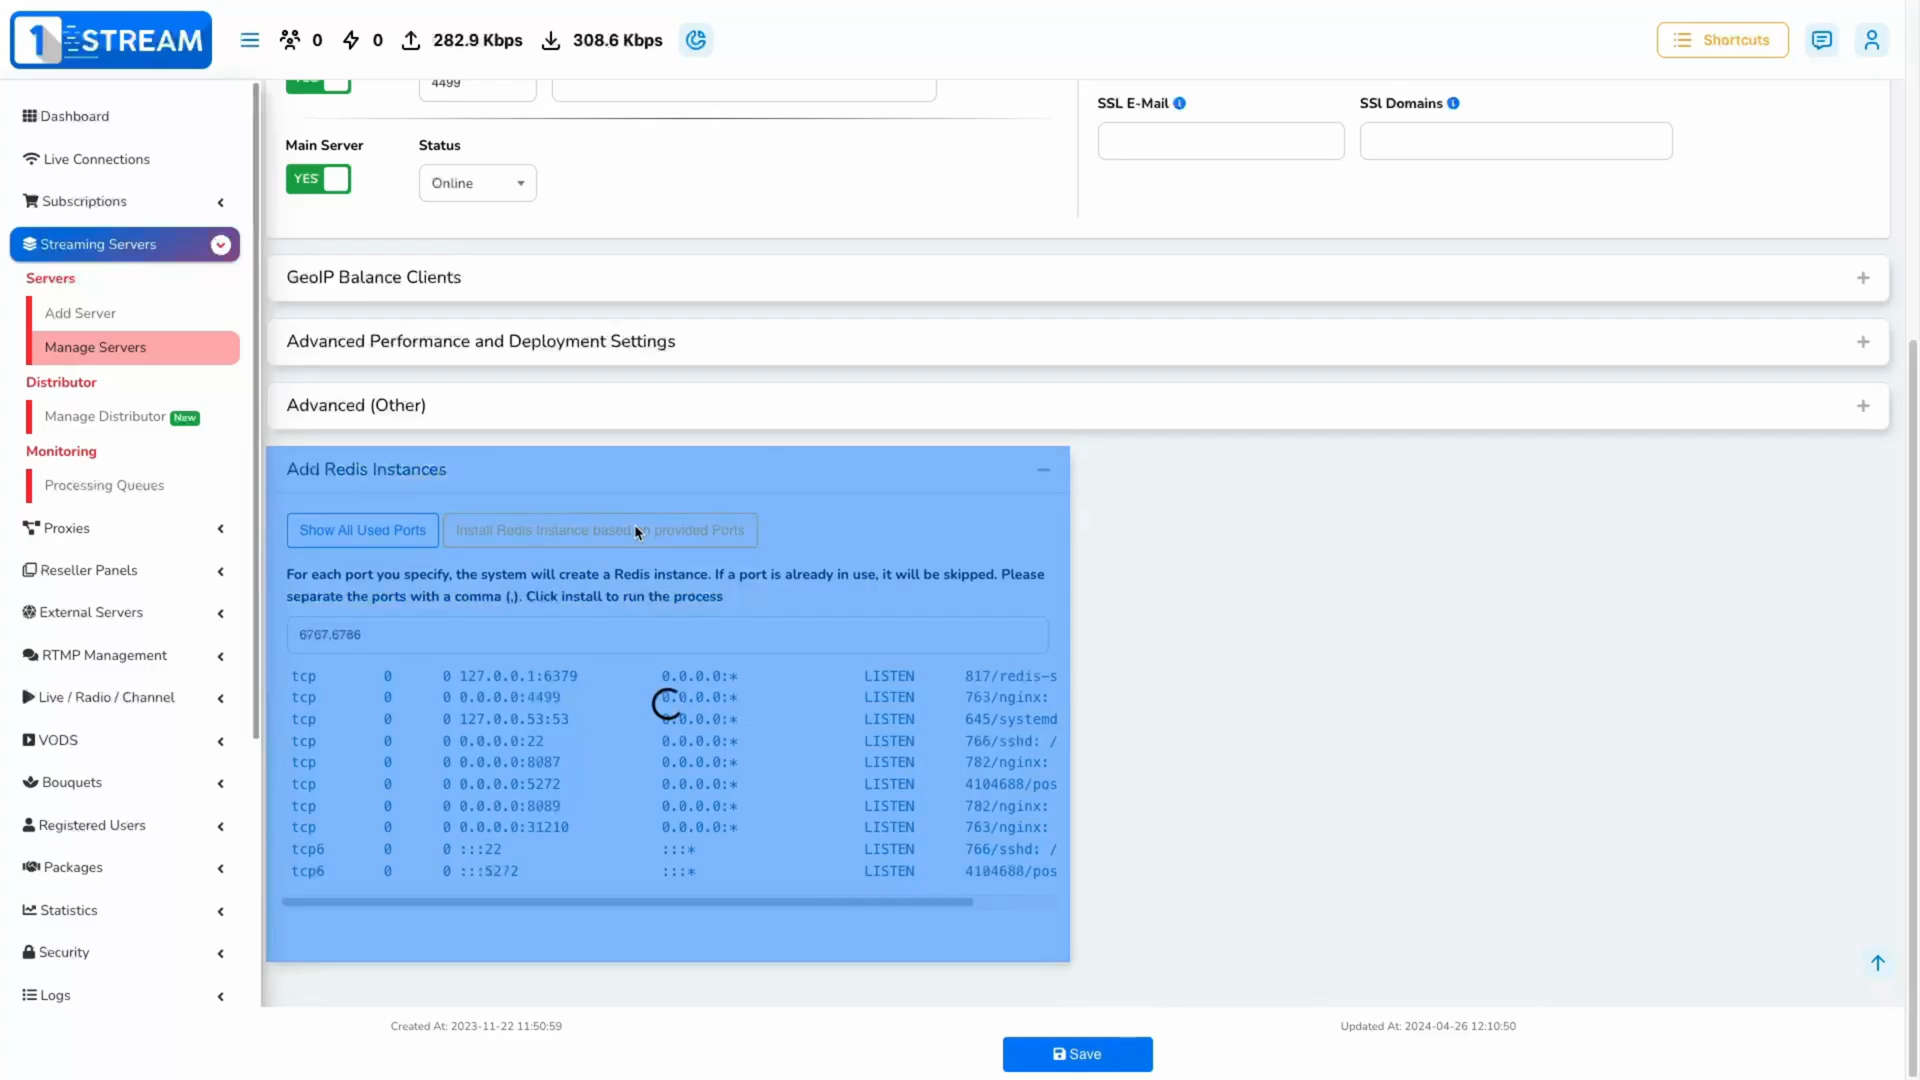 1 STREAM
0
0
282.9 Kbps
308.6 Kbps
Shortcuts
Dashboard
Live Connections
Subscriptions
Streaming Servers
Servers
Add Server
Manage Servers
Distributor
Manage Distributor New
Monitoring
Processing Queues
Proxies
Reseller Panels
External Servers
RTMP Management
Live / Radio / Channel
VODS
Bouquets
Registered Users
Packages
Statistics
Security
Logs
4499
SSL E-Mail
SSl Domains
Main Server
Status
YES
Online
GeoIP Balance Clients
Advanced Performance and Deployment Settings
Advanced (Other)
Add Redis Instances
Show All Used Ports
Install Redis Instance based on provided Ports
For each port you specify, the system will create a Redis instance. If a port is already in use, it will be skipped. Please
separate the ports with a comma (,). Click install to run the process
6767,6786
tcp 0 0 127.0.0.1:6379 0.0.0.0:* LISTEN 817/redis-s
tcp 0 0 0.0.0.0:4499 0.0.0.0:* LISTEN 763/nginx:
tcp 0 0 127.0.0.53:53 0.0.0.0:* LISTEN 645/systemd
tcp 0 0 0.0.0.0:22 0.0.0.0:* LISTEN 766/sshd: /
tcp 0 0 0.0.0.0:8087 0.0.0.0:* LISTEN 782/nginx:
tcp 0 0 0.0.0.0:5272 0.0.0.0:* LISTEN 4104688/pos
tcp 0 0 0.0.0.0:8089 0.0.0.0:* LISTEN 782/nginx:
tcp 0 0 0.0.0.0:31210 0.0.0.0:* LISTEN 763/nginx:
tcp6 0 0 :::22 :::* LISTEN 766/sshd: /
tcp6 0 0 :::5272 :::* LISTEN 4104688/pos
Created At: 2023-11-22 11:50:59
Updated At: 2024-04-26 12:10:50
Save